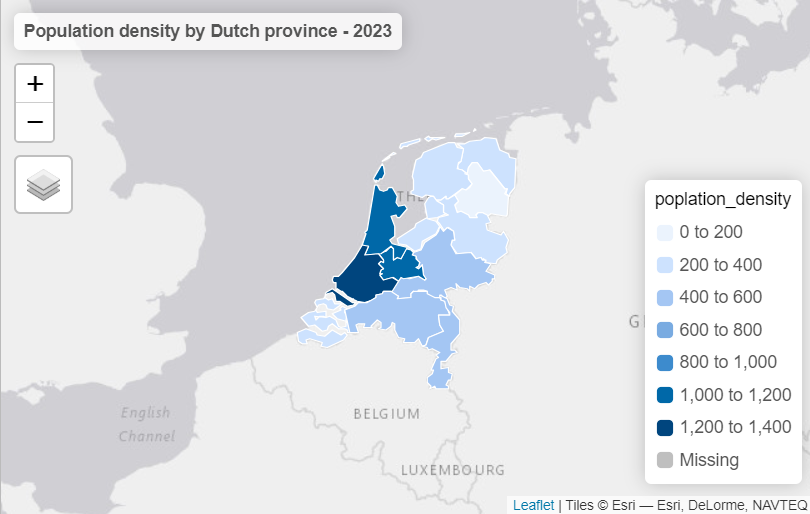 Population density by Dutch province - 2023
+
−
THE
poplation_density
0 to 200
200 to 400
400 to 600
600 to 800
800 to 1,000
1,000 to 1,200
1,200 to 1,400
Missing
GE
English
Channel
BELGIUM
LUXEMBOURG
Leaflet | Tiles © Esri — Esri, DeLorme, NAVTEQ